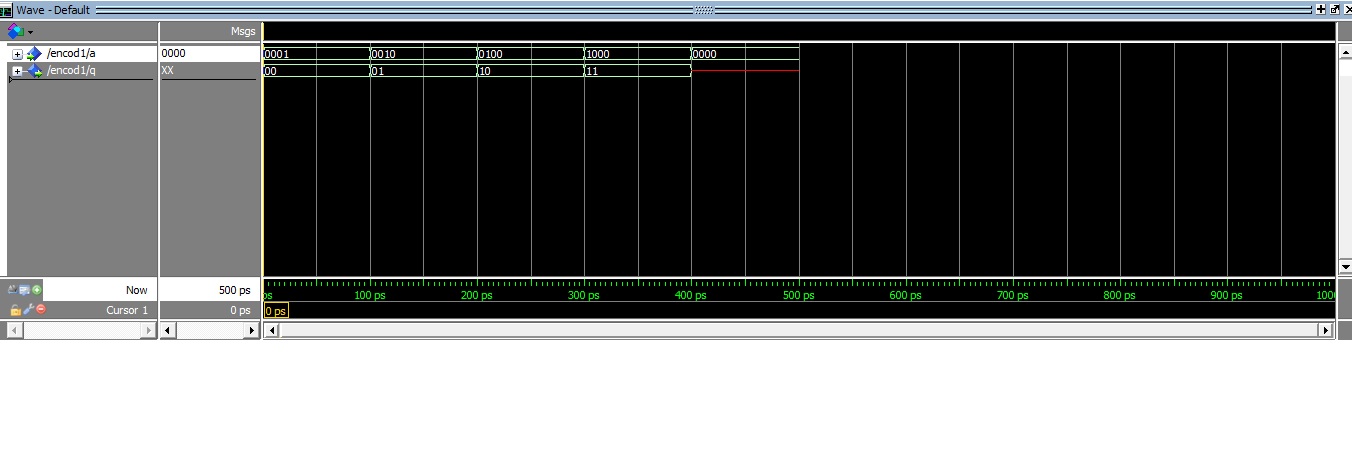 Wave - Default
Msgs
/encod1/a 0000 0001 0010 0100 1000 0000
/encod1/q XX 00 01 10 11
Now 500 ps ps 100 ps 200 ps 300 ps 400 ps 500 ps 600 ps 700 ps 800 ps 900 ps 1000
Cursor 1 0 ps 0 ps